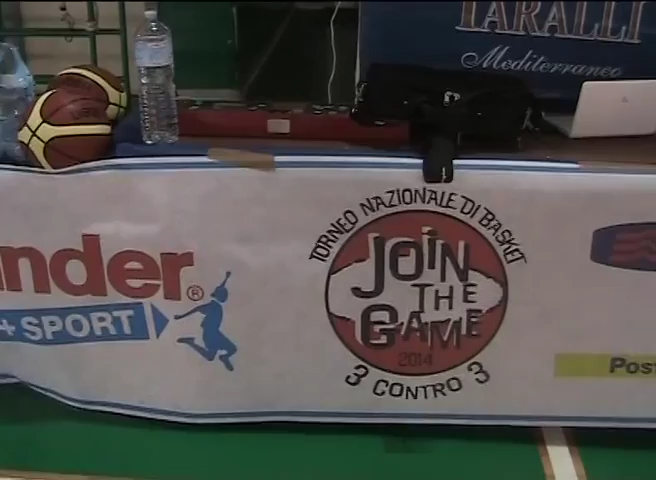 TARALLI
Mediterraneo
nder®
+SPORT
TORNEO NAZIONALE DI BASKET
JOiN
THE
GAME
2014
3 CONTRO 3
Post